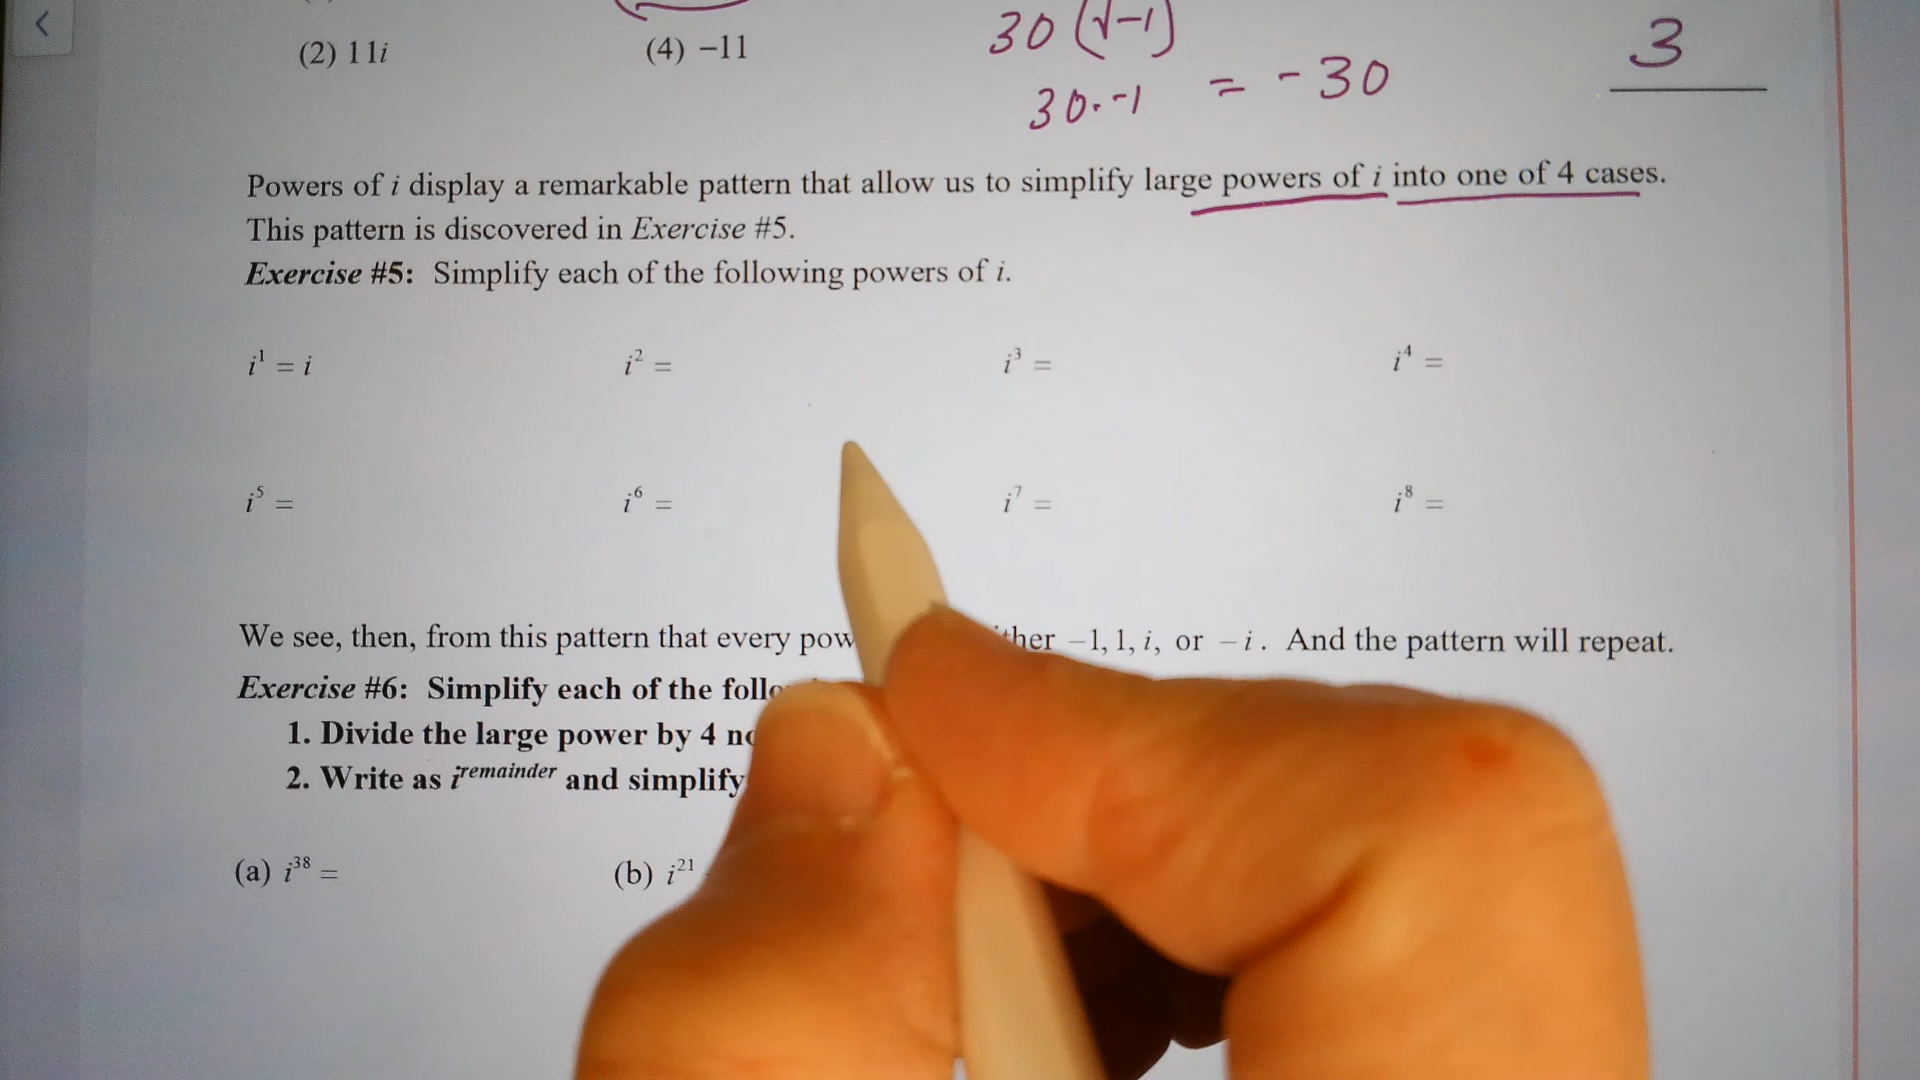 (2) 11i (4) −11 30 (√−1)
30·-1 = -30 3
Powers of i display a remarkable pattern that allow us to simplify large powers of i into one of 4 cases.
This pattern is discovered in Exercise #5.
Exercise #5: Simplify each of the following powers of i.
i¹ = i i² = i³ = i⁴ =
i⁵ = i⁶ = i⁷ = i⁸ =
We see, then, from this pattern that every −1, 1, i, or −i. And the pattern will repeat.
Exercise #6: Simplify each of the
1. Divide the large power by 4
2. Write as i^remainder and simplify
(a) i³⁸ = (b) i²¹